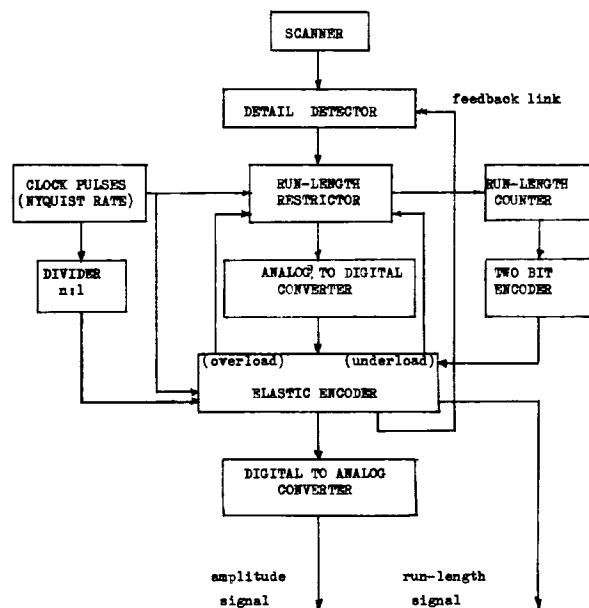 SCANNER
feedback link
DETAIL DETECTOR
CLOCK PULSES
(NYQUIST RATE)
RUN-LENGTH
RESTRICTOR
RUN-LENGTH
COUNTER
DIVIDER
n:1
ANALOG TO DIGITAL
CONVERTER
TWO BIT
ENCODER
(overload) (underload)
ELASTIC ENCODER
DIGITAL TO ANALOG
CONVERTER
amplitude
signal
run-length
signal